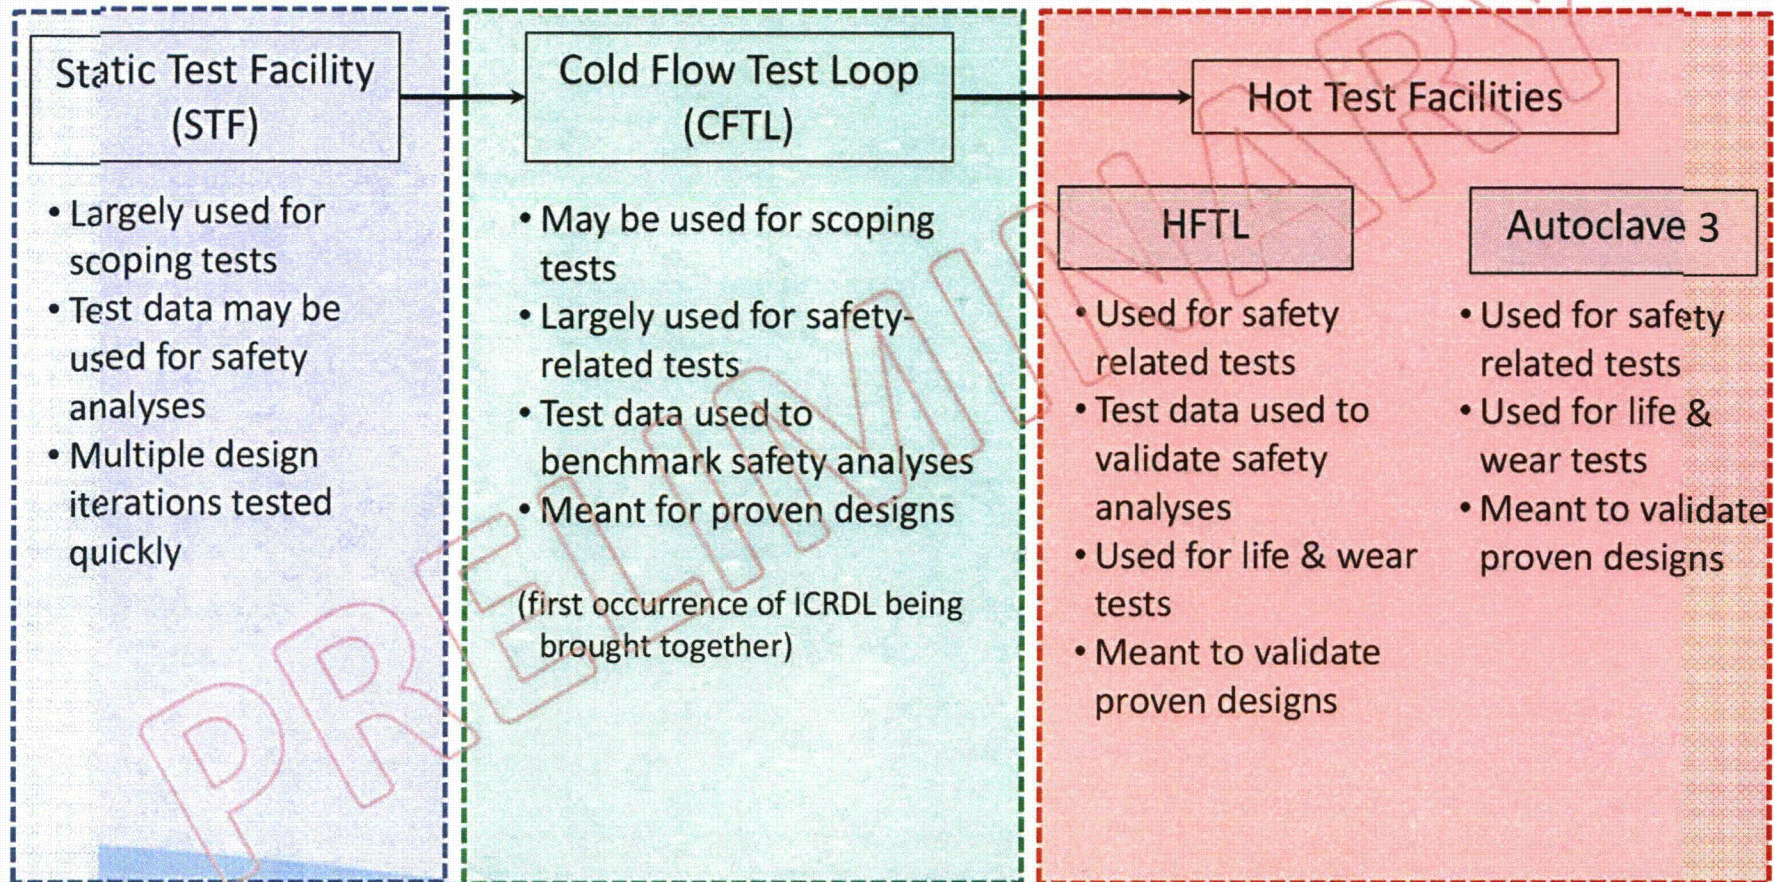 Static Test Facility
(STF)
• Largely used for
scoping tests
• Test data may be
used for safety
analyses
• Multiple design
iterations tested
quickly
Cold Flow Test Loop
(CFTL)
• May be used for scoping
tests
• Largely used for safety-
related tests
• Test data used to
benchmark safety analyses
• Meant for proven designs
(first occurrence of ICRDL being
brought together)
Hot Test Facilities
HFTL
• Used for safety
related tests
• Test data used to
validate safety
analyses
• Used for life & wear
tests
• Meant to validate
proven designs
Autoclave 3
• Used for safety
related tests
• Used for life &
wear tests
• Meant to validate
proven designs
PRELIMINARY